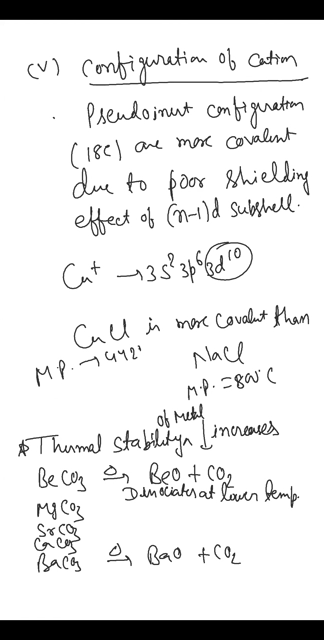 (V) Configuration of Cation
. Pseudoinert configuration
(18e) are more covalent
due to poor shielding
effect of (n-1)d subshell.
Cu+ → 3s² 3p⁶ 3d¹⁰
CuCl is more covalent than
M.P. → 442° NaCl
M.P. = 800°C
of Metal
* Thermal stability ↓ increases
BeCO3 △→ BeO + CO2
Dissociates at lower temp.
MgCO3
SrCO3
CaCO3
BaCO3 △→ BaO + CO2